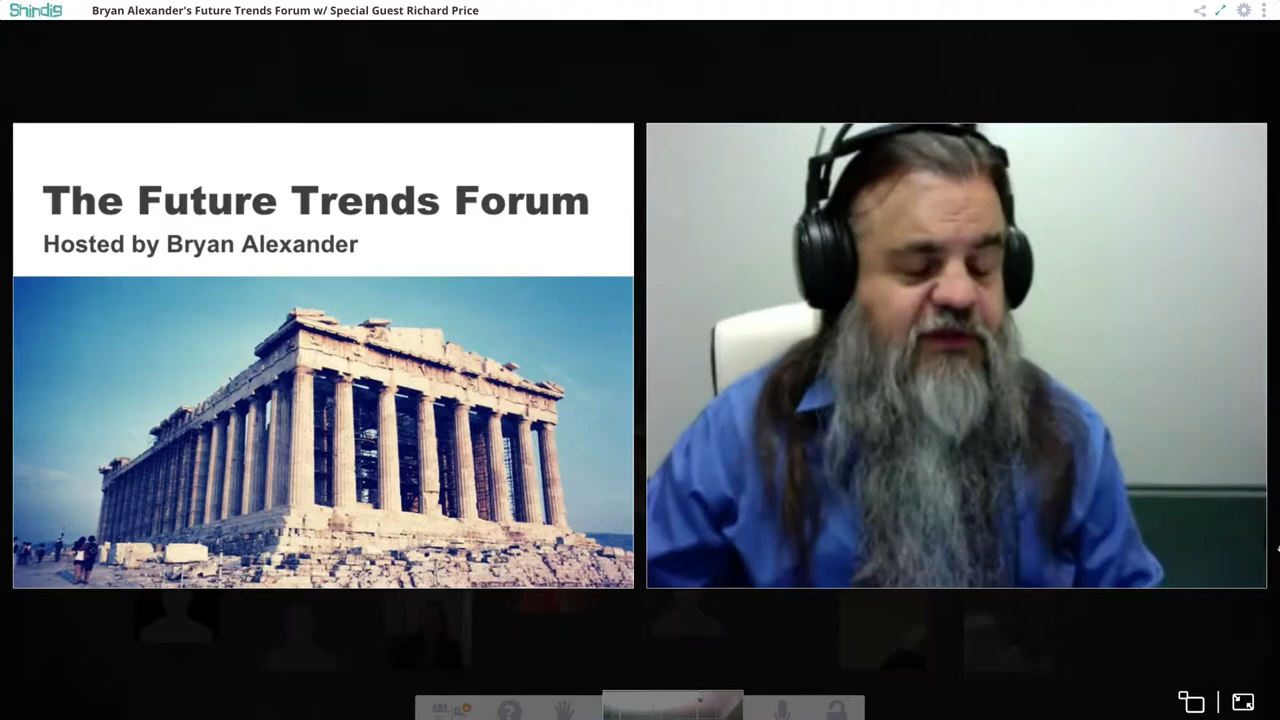 Shindig
Bryan Alexander's Future Trends Forum w/ Special Guest Richard Price
The Future Trends Forum
Hosted by Bryan Alexander